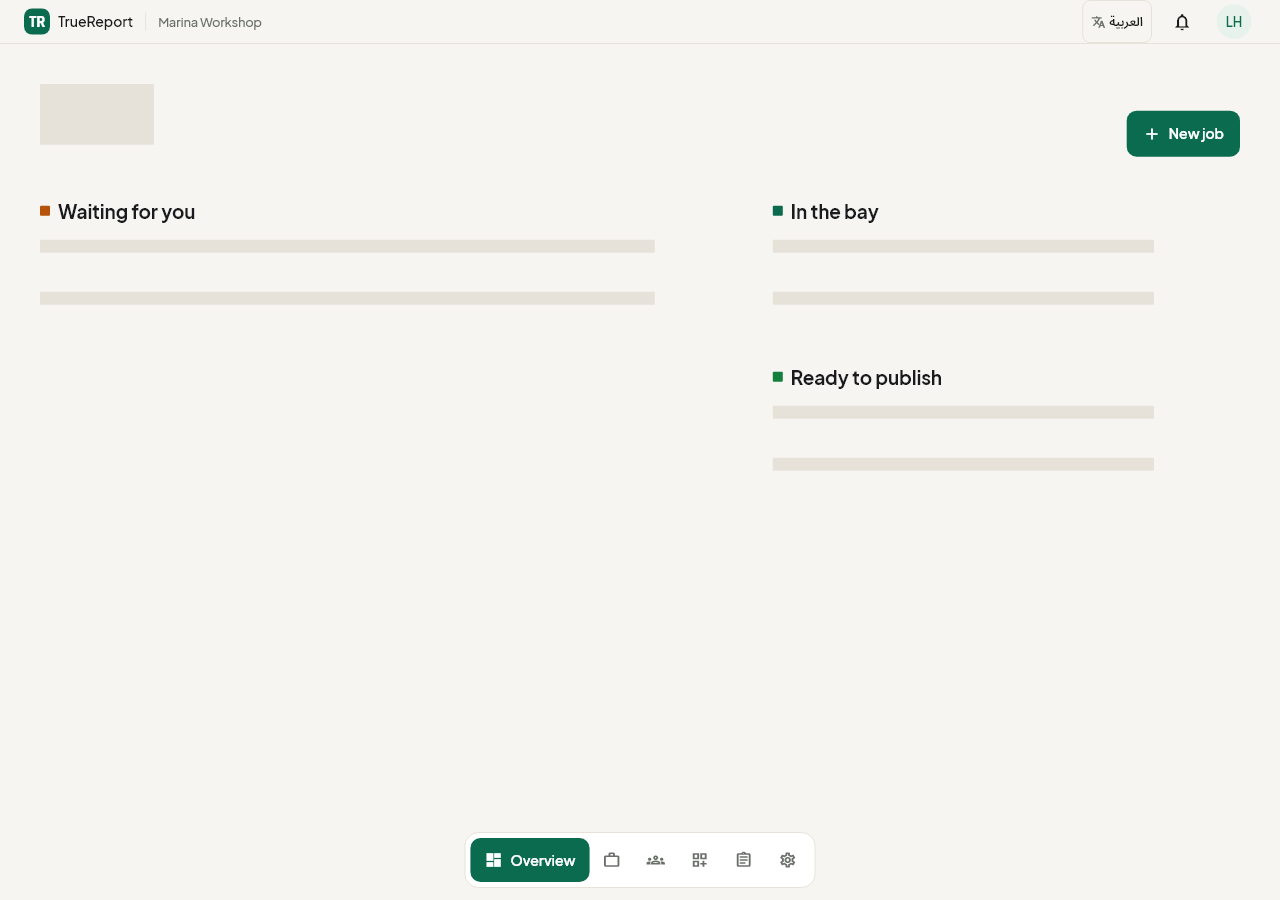 TR TrueReport Marina Workshop العربية LH
New job
Waiting for you
In the bay
Ready to publish
Overview